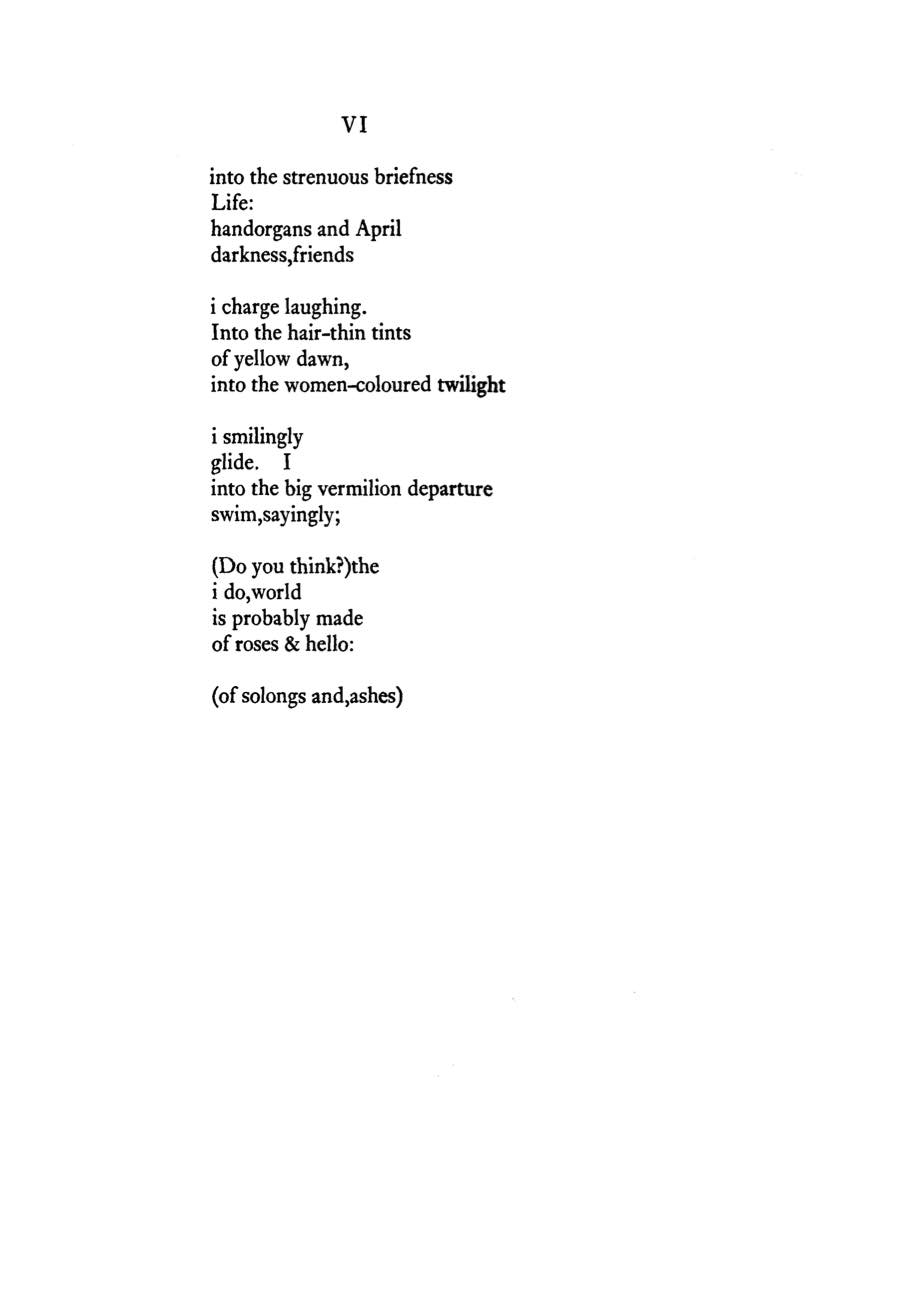 VI
into the strenuous briefness
Life:
handorgans and April
darkness,friends
i charge laughing.
Into the hair-thin tints
of yellow dawn,
into the women-coloured twilight
i smilingly
glide.   I
into the big vermilion departure
swim,sayingly;
(Do you think?)the
i do,world
is probably made
of roses & hello:
(of solongs and,ashes)